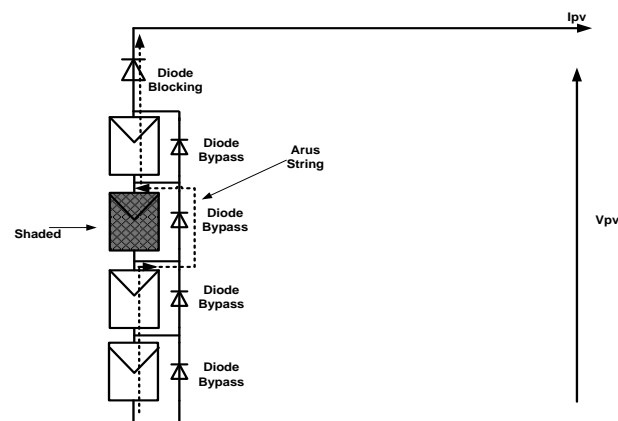 Ipv
Diode
Blocking
Diode
Bypass
Arus
String
Diode
Bypass
Shaded
Vpv
Diode
Bypass
Diode
Bypass